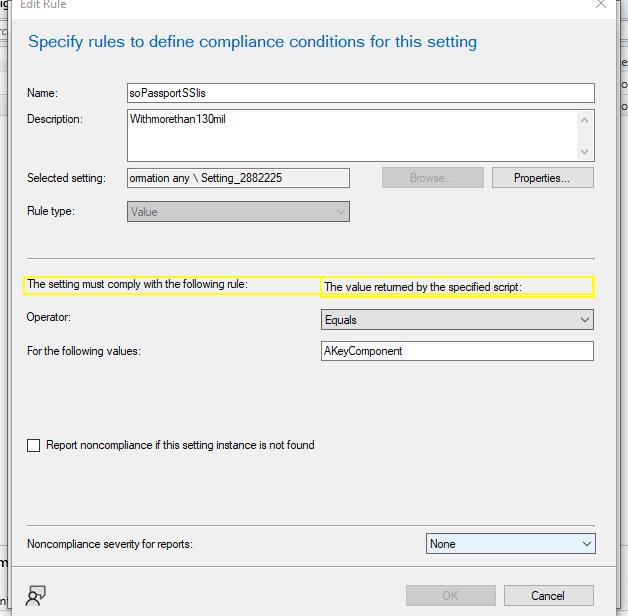 Edit Rule
Specify rules to define compliance conditions for this setting
Name:
soPassportSSlis
Description:
Withmorethan130mil
Selected setting:
ormation any \ Setting_2882225
Browse...
Properties...
Rule type:
Value
The setting must comply with the following rule:
The value returned by the specified script:
Operator:
Equals
For the following values:
AKeyComponent
Report noncompliance if this setting instance is not found
Noncompliance severity for reports:
None
OK
Cancel